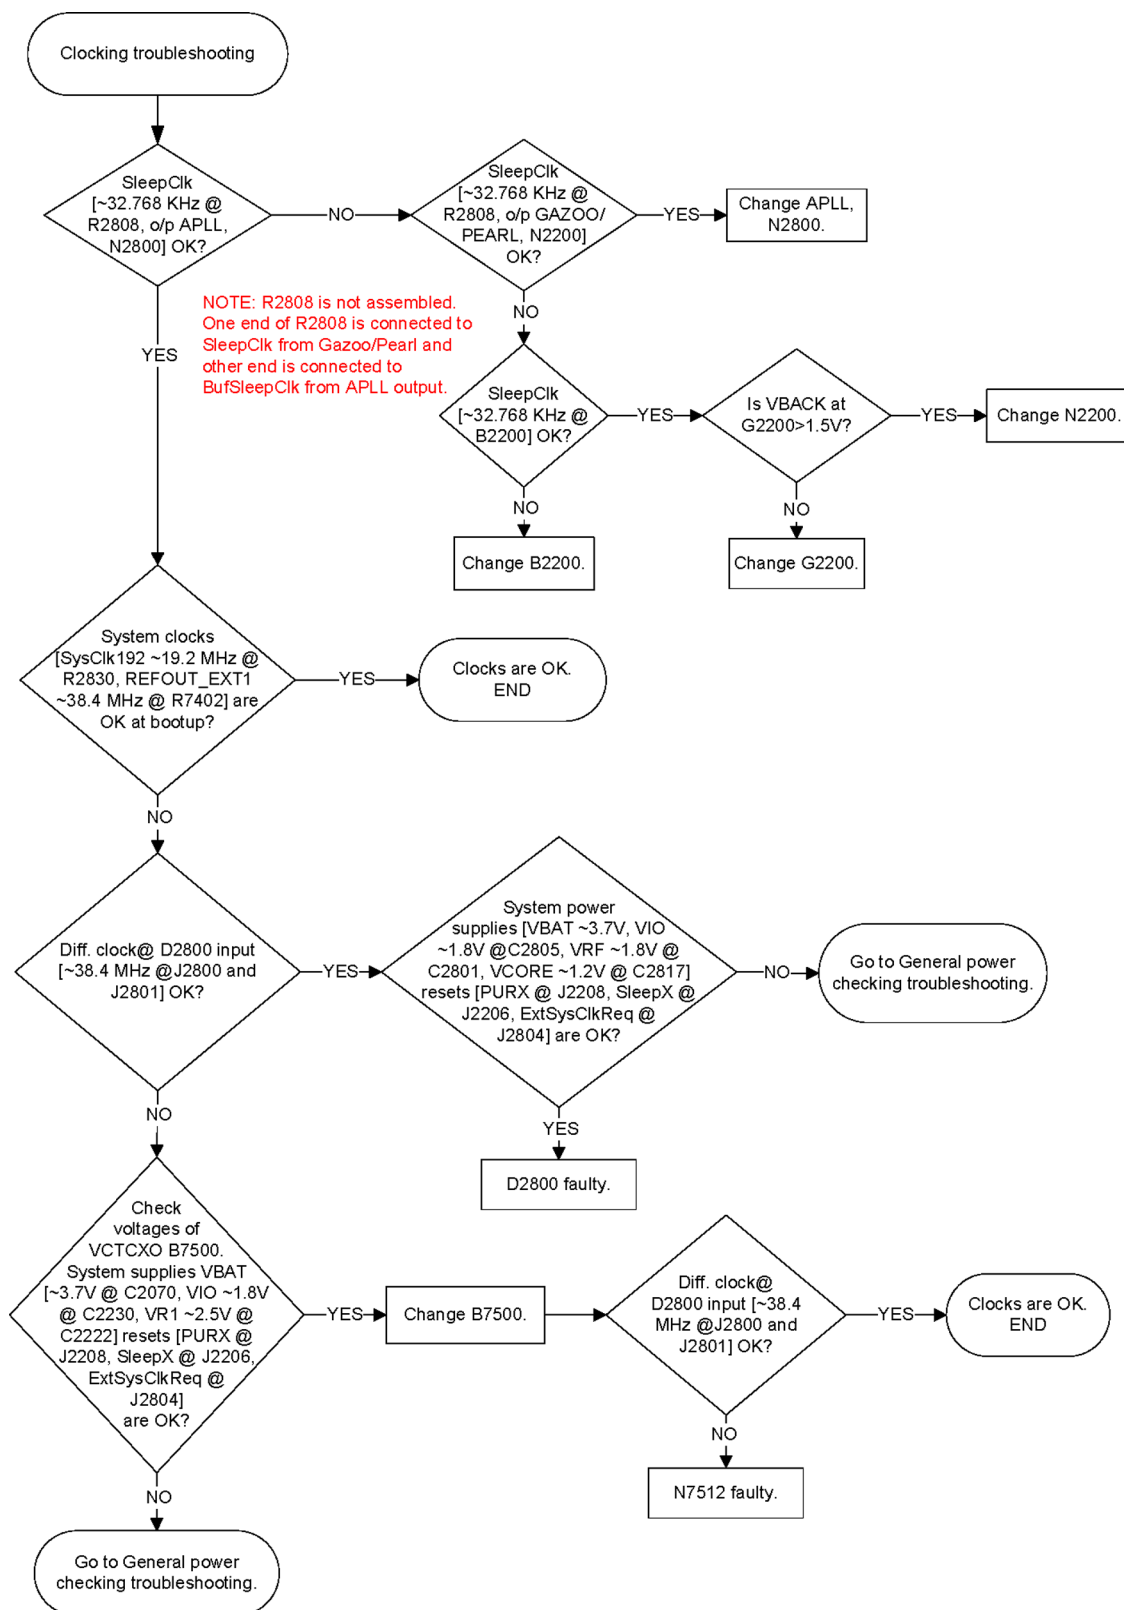 Clocking troubleshooting
SleepClk
[~32.768 KHz @
R2808, o/p APLL,
N2800] OK?
NO
SleepClk
[~32.768 KHz @
R2808, o/p GAZOO/
PEARL, N2200]
OK?
YES
Change APLL,
N2800.
NOTE: R2808 is not assembled.
One end of R2808 is connected to
SleepClk from Gazoo/Pearl and
other end is connected to
BufSleepClk from APLL output.
NO
YES
SleepClk
[~32.768 KHz @
B2200] OK?
YES
Is VBACK at
G2200>1.5V?
YES
Change N2200.
NO
NO
Change B2200.
Change G2200.
System clocks
[SysClk192 ~19.2 MHz @
R2830, REFOUT_EXT1
~38.4 MHz @ R7402] are
OK at bootup?
YES
Clocks are OK.
END
NO
Diff. clock@ D2800 input
[~38.4 MHz @J2800 and
J2801] OK?
YES
System power
supplies [VBAT ~3.7V, VIO
~1.8V @C2805, VRF ~1.8V @
C2801, VCORE ~1.2V @ C2817]
resets [PURX @ J2208, SleepX @
J2206, ExtSysClkReq @
J2804] are OK?
NO
Go to General power
checking troubleshooting.
NO
YES
D2800 faulty.
Check
voltages of
VCTCXO B7500.
System supplies VBAT
[~3.7V @ C2070, VIO ~1.8V
@ C2230, VR1 ~2.5V @
C2222] resets [PURX @
J2208, SleepX @ J2206,
ExtSysClkReq @
J2804]
are OK?
YES
Change B7500.
Diff. clock@
D2800 input [~38.4
MHz @J2800 and
J2801] OK?
YES
Clocks are OK.
END
NO
N7512 faulty.
NO
Go to General power
checking troubleshooting.